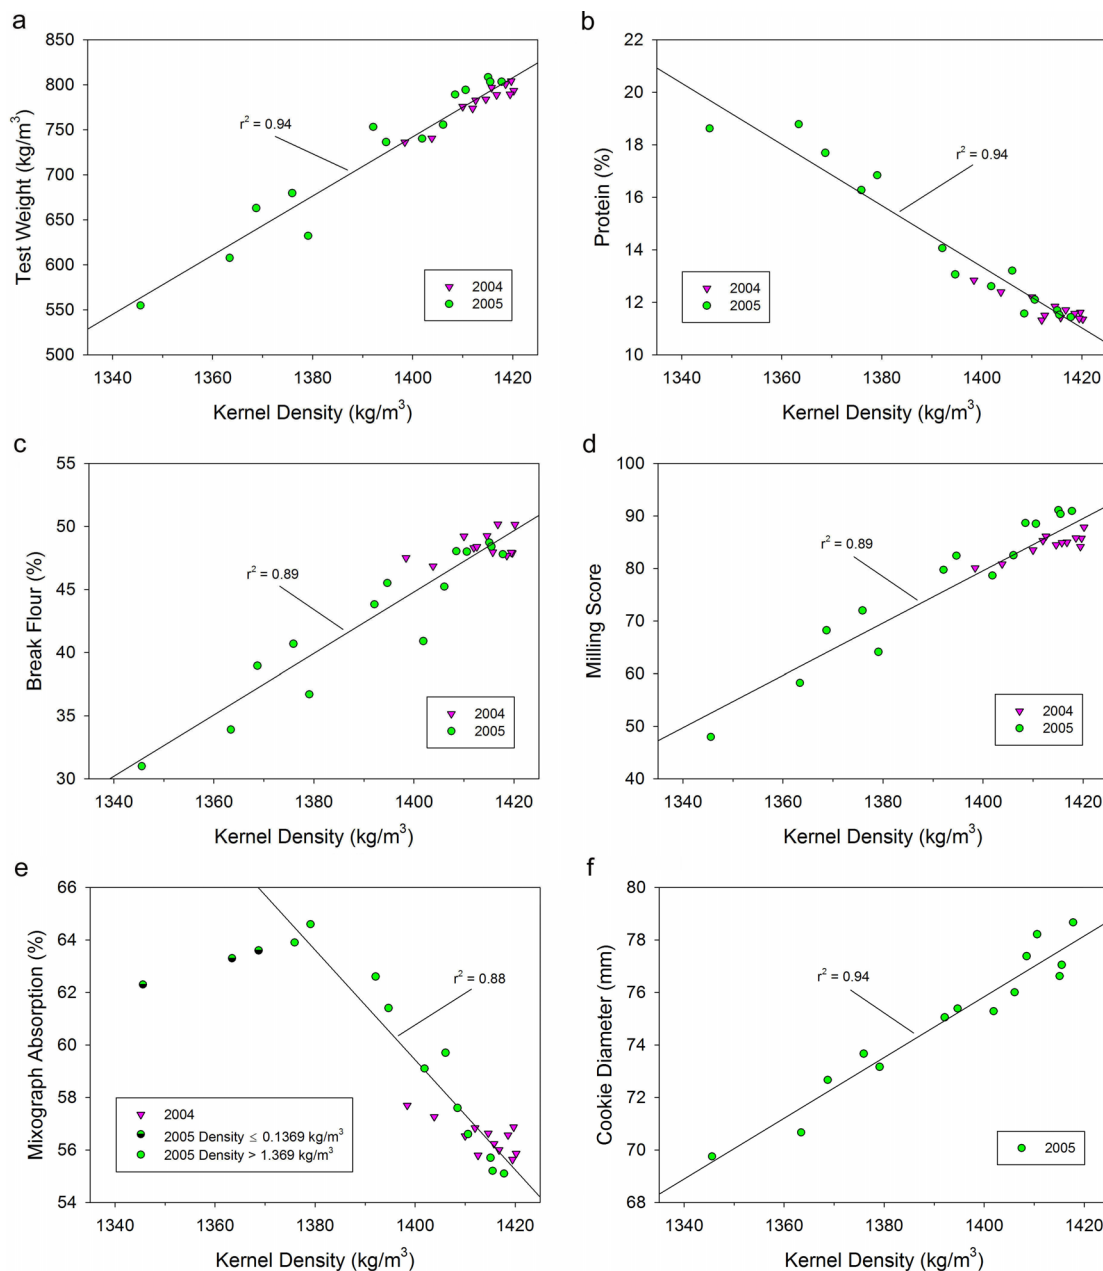 a
850
800
750
700
650
600
550
500
Test Weight (kg/m³)
r² = 0.94
2004
2005
1340 1360 1380 1400 1420
Kernel Density (kg/m³)
b
22
20
18
16
14
12
10
Protein (%)
r² = 0.94
2004
2005
1340 1360 1380 1400 1420
Kernel Density (kg/m³)
c
55
50
45
40
35
30
Break Flour (%)
r² = 0.89
2004
2005
1340 1360 1380 1400 1420
Kernel Density (kg/m³)
d
100
90
80
70
60
50
40
Milling Score
r² = 0.89
2004
2005
1340 1360 1380 1400 1420
Kernel Density (kg/m³)
e
66
64
62
60
58
56
54
Mixograph Absorption (%)
r² = 0.88
2004
2005 Density ≤ 0.1369 kg/m³
2005 Density > 1.369 kg/m³
1340 1360 1380 1400 1420
Kernel Density (kg/m³)
f
80
78
76
74
72
70
68
Cookie Diameter (mm)
r² = 0.94
2005
1340 1360 1380 1400 1420
Kernel Density (kg/m³)